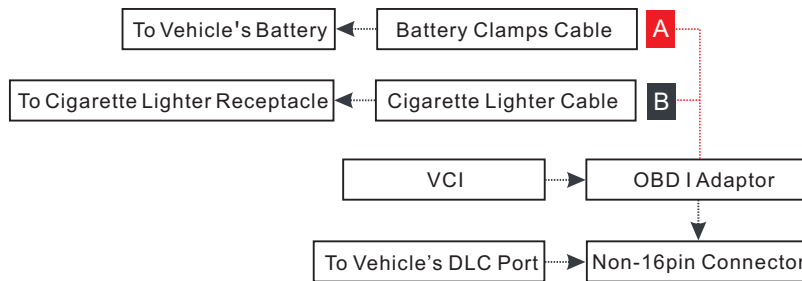 To Vehicle's Battery
Battery Clamps Cable
A
To Cigarette Lighter Receptacle
Cigarette Lighter Cable
B
VCI
OBD I Adaptor
To Vehicle’s DLC Port
Non-16pin Connector